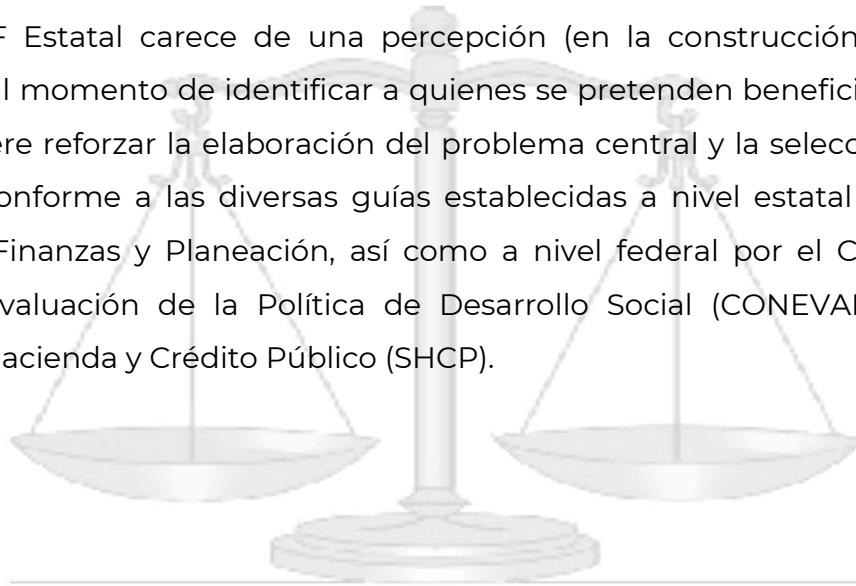 F Estatal carece de una percepción (en la construcción
l momento de identificar a quienes se pretenden benefici
re reforzar la elaboración del problema central y la selecc
onforme a las diversas guías establecidas a nivel estatal
Finanzas y Planeación, así como a nivel federal por el C
valuación de la Política de Desarrollo Social (CONEVAL
acienda y Crédito Público (SHCP).